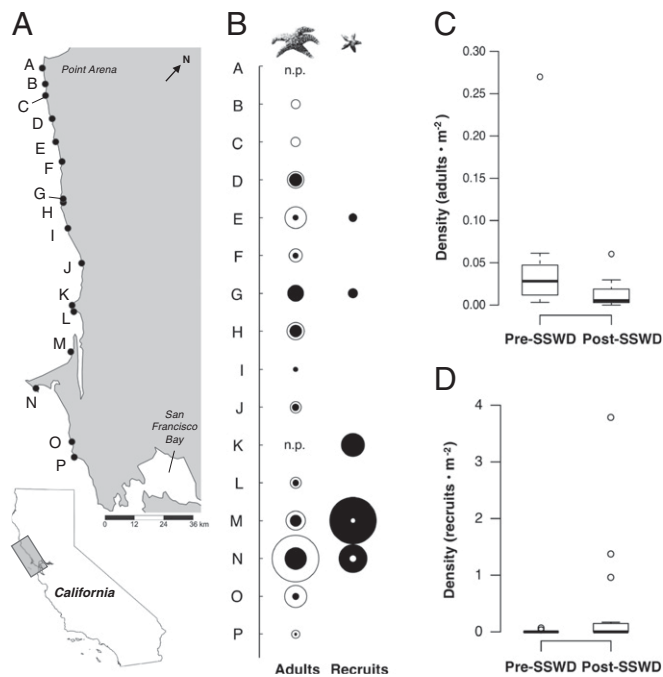 A
Point Arena
N
A
B
C
D
E
F
G
H
I
J
K
L
M
N
O
P
San
Francisco
Bay
0 12 24 36 km
California
B
A n.p.
B
C
D
E
F
G
H
I
J
K n.p.
L
M
N
O
P
Adults Recruits
C
Density (adults • m-2)
0.30
0.25
0.20
0.15
0.10
0.05
0.00
Pre-SSWD Post-SSWD
D
Density (recruits • m-2)
4
3
2
1
0
Pre-SSWD Post-SSWD